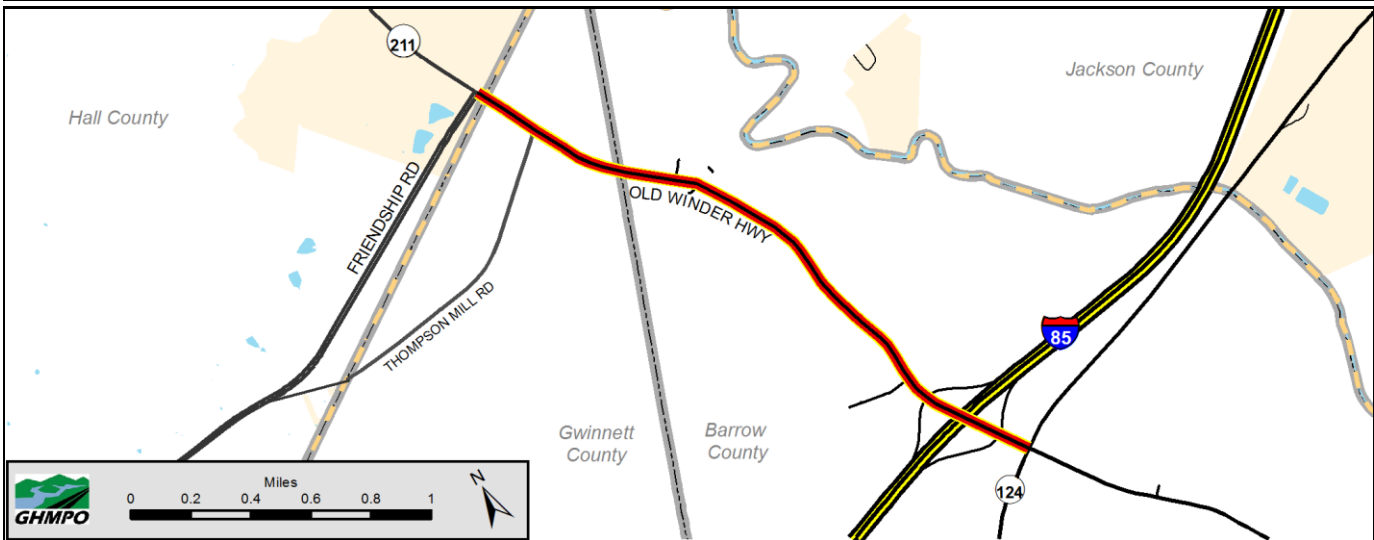 211
Jackson County
Hall County
FRIENDSHIP RD
OLD WINDER HWY
THOMPSON MILL RD
85
Gwinnett
County
Barrow
County
124
Miles
0 0.2 0.4 0.6 0.8 1
N
GHMPO